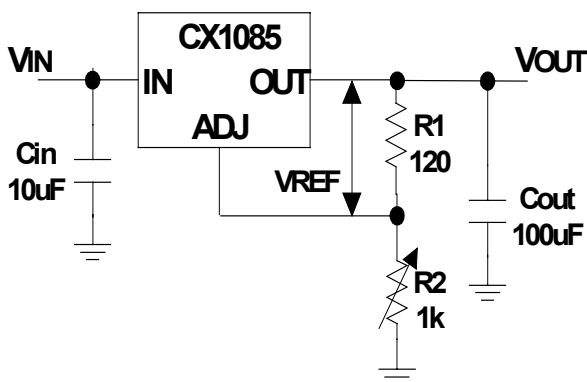 CX1085
VIN
IN
OUT
VOUT
ADJ
R1
120
Cin
10uF
VREF
Cout
100uF
R2
1k